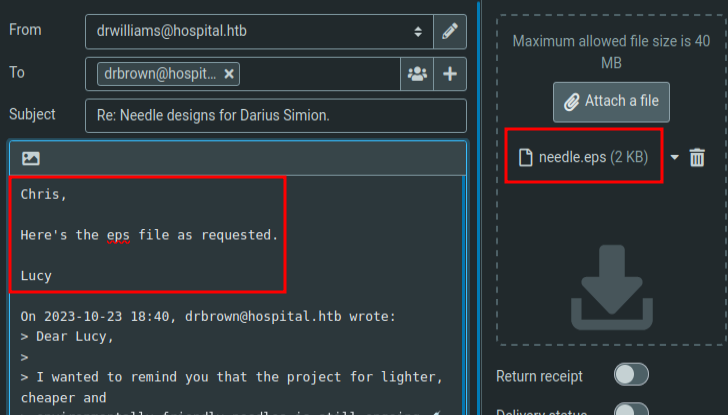 From
drwilliams@hospital.htb
To
drbrown@hospit...
Subject
Re: Needle designs for Darius Simion.
Chris,
Here's the eps file as requested.
Lucy
On 2023-10-23 18:40, drbrown@hospital.htb wrote:
> Dear Lucy,
>
> I wanted to remind you that the project for lighter,
cheaper and
Maximum allowed file size is 40
MB
Attach a file
needle.eps (2 KB)
Return receipt
Delivery status